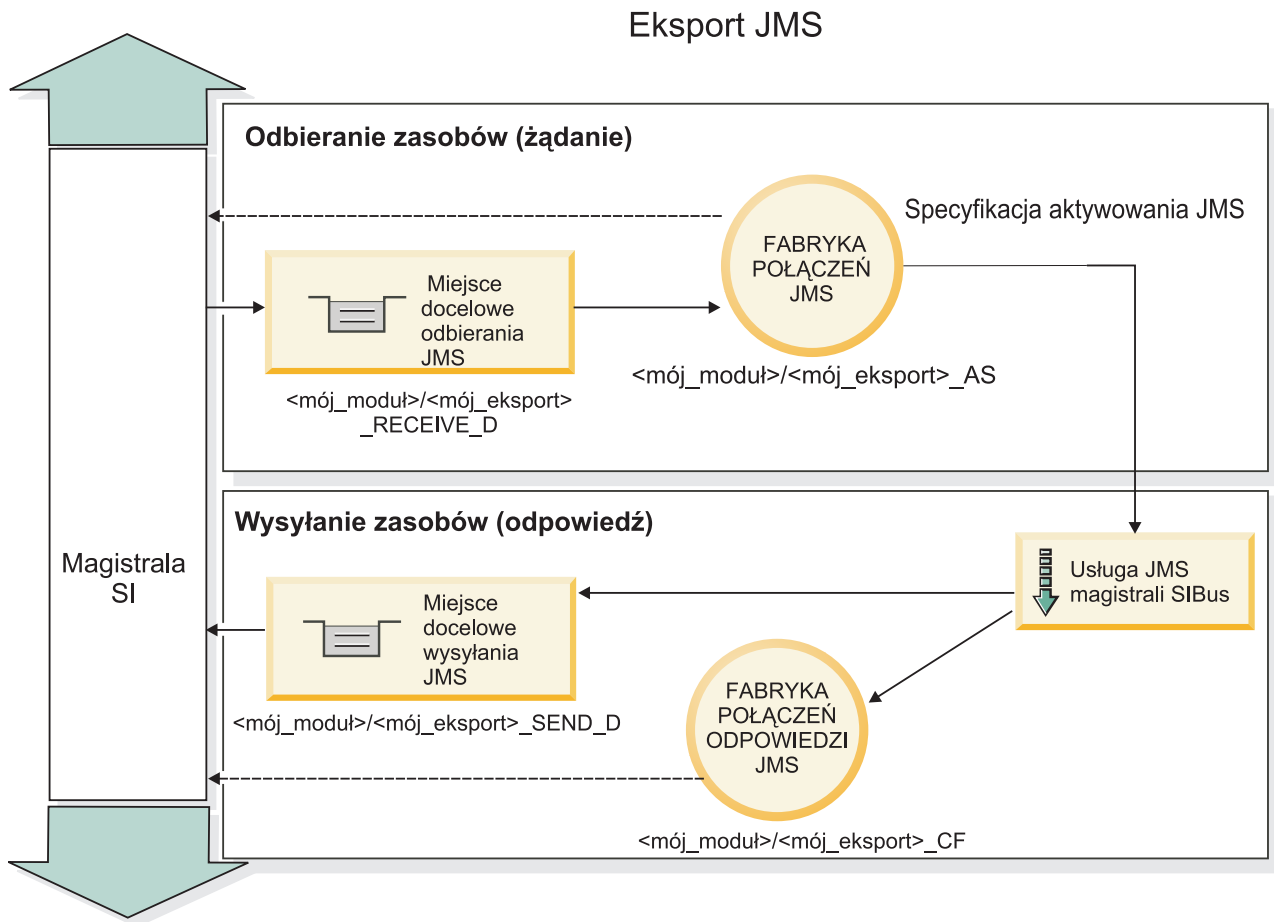 Eksport JMS
Odbieranie zasobów (żądanie)
Specyfikacja aktywowania JMS
FABRYKA
POŁĄCZEŃ
JMS
Miejsce
docelowe
odbierania
JMS
<mój_moduł>/<mój_eksport>_AS
<mój_moduł>/<mój_eksport>
_RECEIVE_D
Magistrala
SI
Wysyłanie zasobów (odpowiedź)
Usługa JMS
magistrali SIBus
Miejsce
docelowe
wysyłania
JMS
<mój_moduł>/<mój_eksport>_SEND_D
FABRYKA
POŁĄCZEŃ
ODPOWIEDZI
JMS
<mój_moduł>/<mój_eksport>_CF